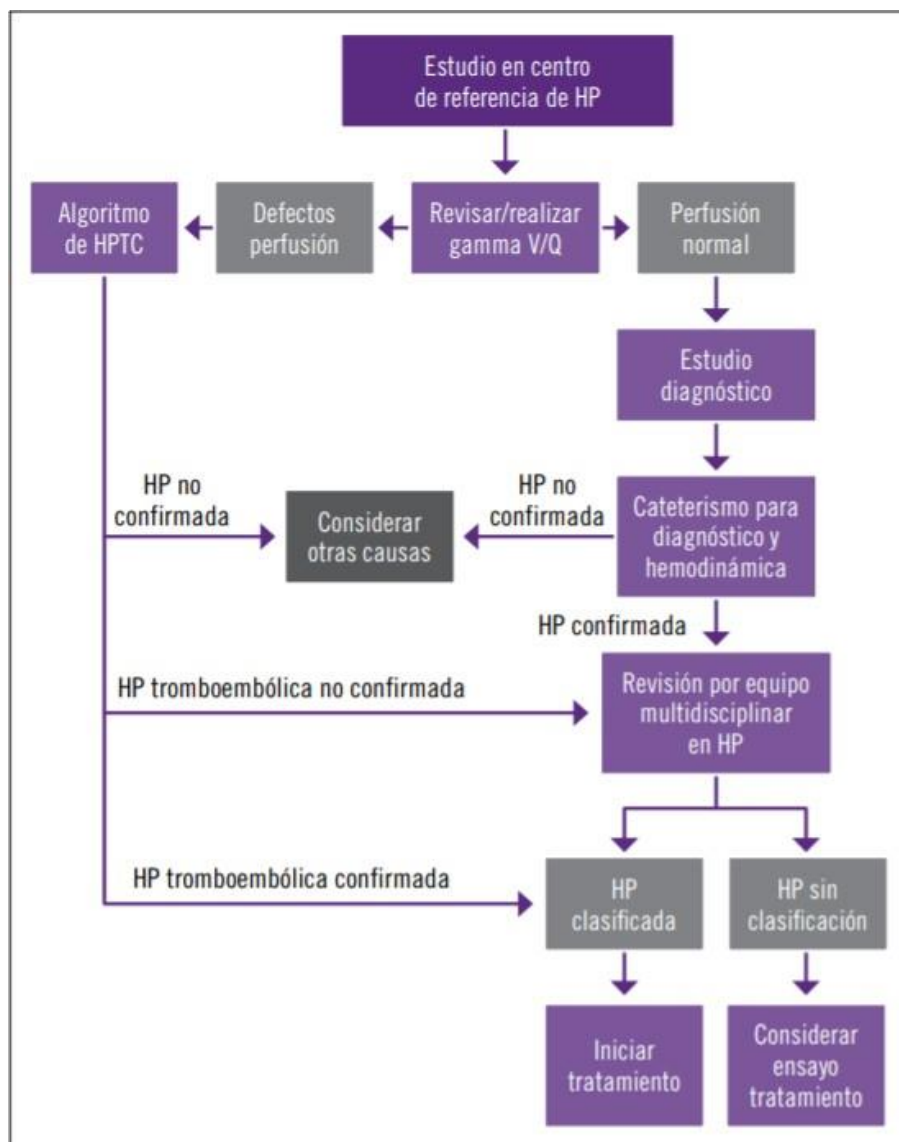 Estudio en centro
de referencia de HP
Algoritmo
de HPTC
Defectos
perfusión
Revisar/realizar
gamma V/Q
Perfusión
normal
Estudio
diagnóstico
HP no
confirmada
Considerar
otras causas
HP no
confirmada
Cateterismo para
diagnóstico y
hemodinámica
HP confirmada
HP tromboembólica no confirmada
Revisión por equipo
multidisciplinar
en HP
HP tromboembólica confirmada
HP
clasificada
HP sin
clasificación
Iniciar
tratamiento
Considerar
ensayo
tratamiento